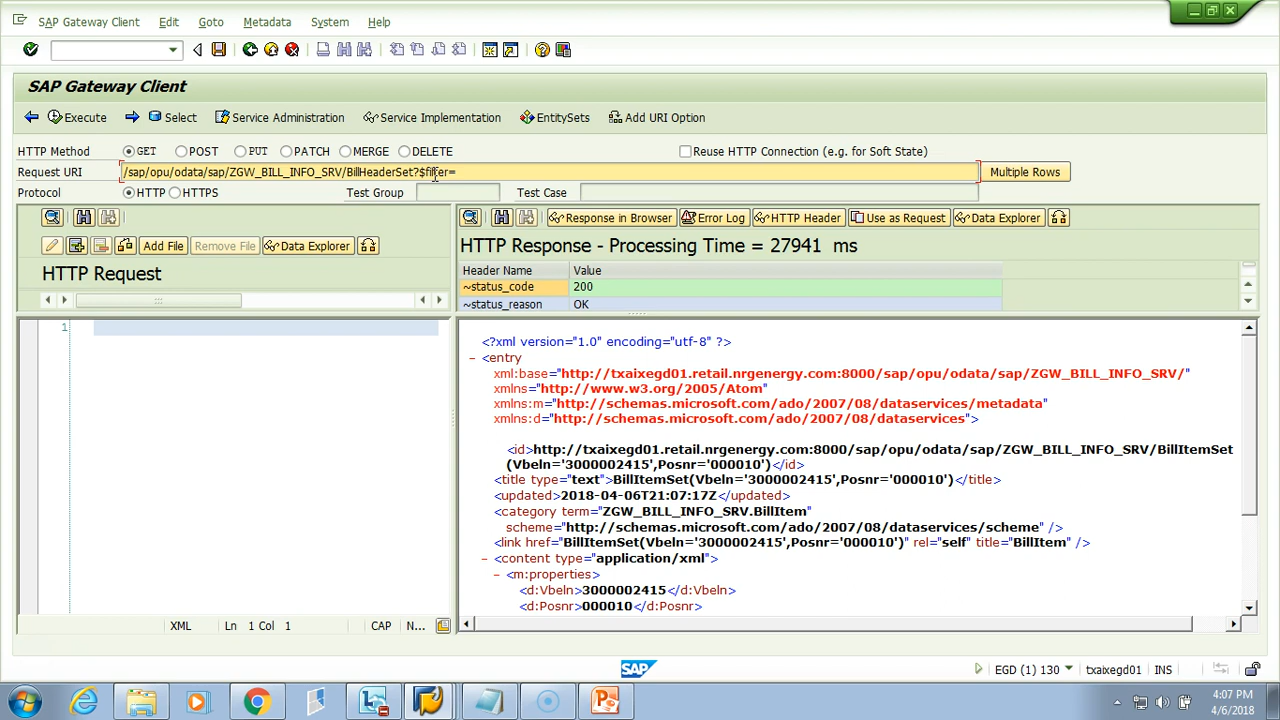 SAP Gateway Client Edit Goto Metadata System Help
SAP Gateway Client
Execute Select Service Administration Service Implementation EntitySets Add URI Option
HTTP Method GET POST PUT PATCH MERGE DELETE Reuse HTTP Connection (e.g. for Soft State)
Request URI /sap/opu/odata/sap/ZGW_BILL_INFO_SRV/BillHeaderSet?$filter= Multiple Rows
Protocol HTTP HTTPS Test Group Test Case
Response in Browser Error Log HTTP Header Use as Request Data Explorer
Add File Remove File Data Explorer
HTTP Response - Processing Time = 27941 ms
HTTP Request
Header Name Value
~status_code 200
~status_reason OK
1
<?xml version="1.0" encoding="utf-8" ?>
- <entry
xml:base="http://txaixegd01.retail.nrgenergy.com:8000/sap/opu/odata/sap/ZGW_BILL_INFO_SRV/"
xmlns="http://www.w3.org/2005/Atom"
xmlns:m="http://schemas.microsoft.com/ado/2007/08/dataservices/metadata"
xmlns:d="http://schemas.microsoft.com/ado/2007/08/dataservices">
<id>http://txaixegd01.retail.nrgenergy.com:8000/sap/opu/odata/sap/ZGW_BILL_INFO_SRV/BillItemSet
(Vbeln='3000002415',Posnr='000010')</id>
<title type="text">BillItemSet(Vbeln='3000002415',Posnr='000010')</title>
<updated>2018-04-06T21:07:17Z</updated>
<category term="ZGW_BILL_INFO_SRV.BillItem"
scheme="http://schemas.microsoft.com/ado/2007/08/dataservices/scheme" />
<link href="BillItemSet(Vbeln='3000002415',Posnr='000010')" rel="self" title="BillItem" />
- <content type="application/xml">
- <m:properties>
<d:Vbeln>3000002415</d:Vbeln>
<d:Posnr>000010</d:Posnr>
XML Ln 1 Col 1 CAP N...
SAP
EGD (1) 130 txaixegd01 INS
4:07 PM
4/6/2018